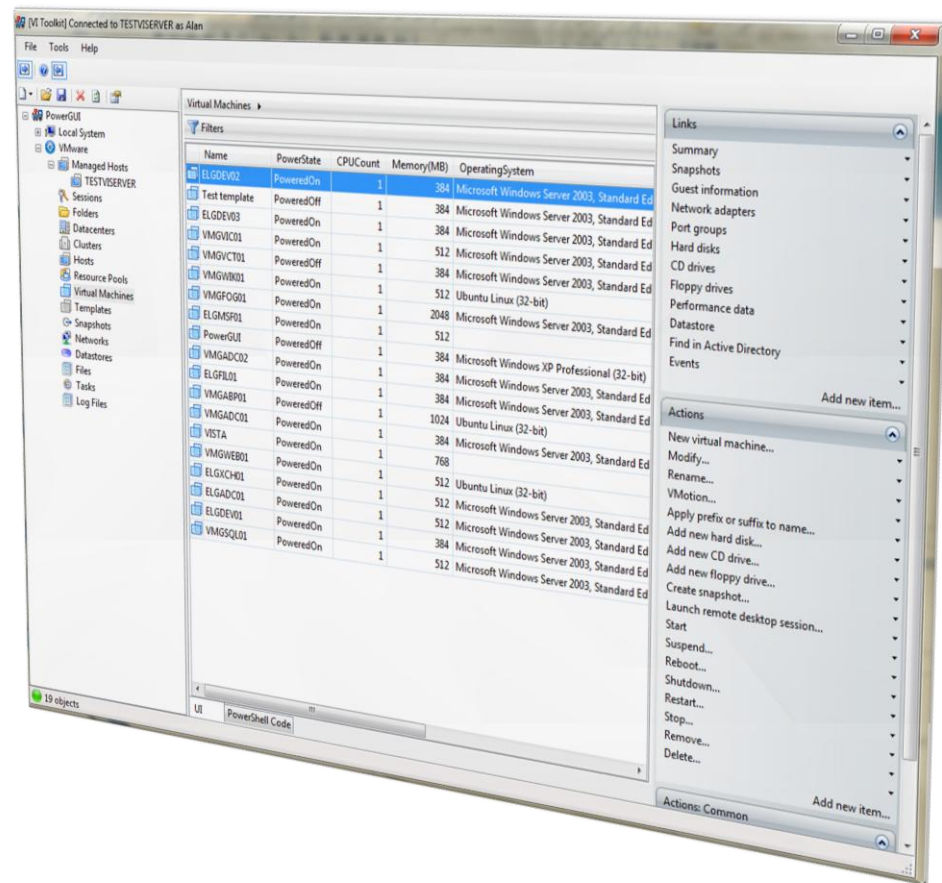 [VI Toolkit] Connected to TESTVISERVER as Alan
File Tools Help
PowerGUI
Local System
VMware
Managed Hosts
TESTVISERVER
Sessions
Folders
Datacenters
Clusters
Hosts
Resource Pools
Virtual Machines
Templates
Snapshots
Networks
Datastores
Files
Tasks
Log Files
19 objects
Virtual Machines
Filters
Name PowerState CPUCount Memory(MB) OperatingSystem
ELGDEV02 PoweredOn 1 384 Microsoft Windows Server 2003, Standard Ed
Test template PoweredOff 1 384 Microsoft Windows Server 2003, Standard Ed
ELGDEV03 PoweredOn 1 384 Microsoft Windows Server 2003, Standard Ed
VMGVIC01 PoweredOn 1 512 Microsoft Windows Server 2003, Standard Ed
VMGVCT01 PoweredOff 1 384 Microsoft Windows Server 2003, Standard Ed
VMGWIK01 PoweredOn 1 512 Ubuntu Linux (32-bit)
VMGFOG01 PoweredOn 1 2048 Microsoft Windows Server 2003, Standard Ed
ELGMSF01 PoweredOn 1 512
PowerGUI PoweredOff 1 384 Microsoft Windows XP Professional (32-bit)
VMGADC02 PoweredOn 1 384 Microsoft Windows Server 2003, Standard Ed
ELGFIL01 PoweredOn 1 384 Microsoft Windows Server 2003, Standard Ed
VMGABP01 PoweredOff 1 1024 Ubuntu Linux (32-bit)
VMGADC01 PoweredOn 1 384 Microsoft Windows Server 2003, Standard Ed
VISTA PoweredOn 1 768
VMGWEB01 PoweredOn 1 512 Ubuntu Linux (32-bit)
ELGXCH01 PoweredOn 1 512 Microsoft Windows Server 2003, Standard Ed
ELGADC01 PoweredOn 1 512 Microsoft Windows Server 2003, Standard Ed
ELGDEV01 PoweredOn 1 384 Microsoft Windows Server 2003, Standard Ed
VMGSQL01 PoweredOn 1 512 Microsoft Windows Server 2003, Standard Ed
UI PowerShell Code
Links
Summary
Snapshots
Guest information
Network adapters
Port groups
Hard disks
CD drives
Floppy drives
Performance data
Datastore
Find in Active Directory
Events
Add new item...
Actions
New virtual machine...
Modify...
Rename...
VMotion...
Apply prefix or suffix to name...
Add new hard disk...
Add new CD drive...
Add new floppy drive...
Create snapshot...
Launch remote desktop session...
Start
Suspend...
Reboot...
Shutdown...
Restart...
Stop...
Remove...
Delete...
Add new item...
Actions: Common